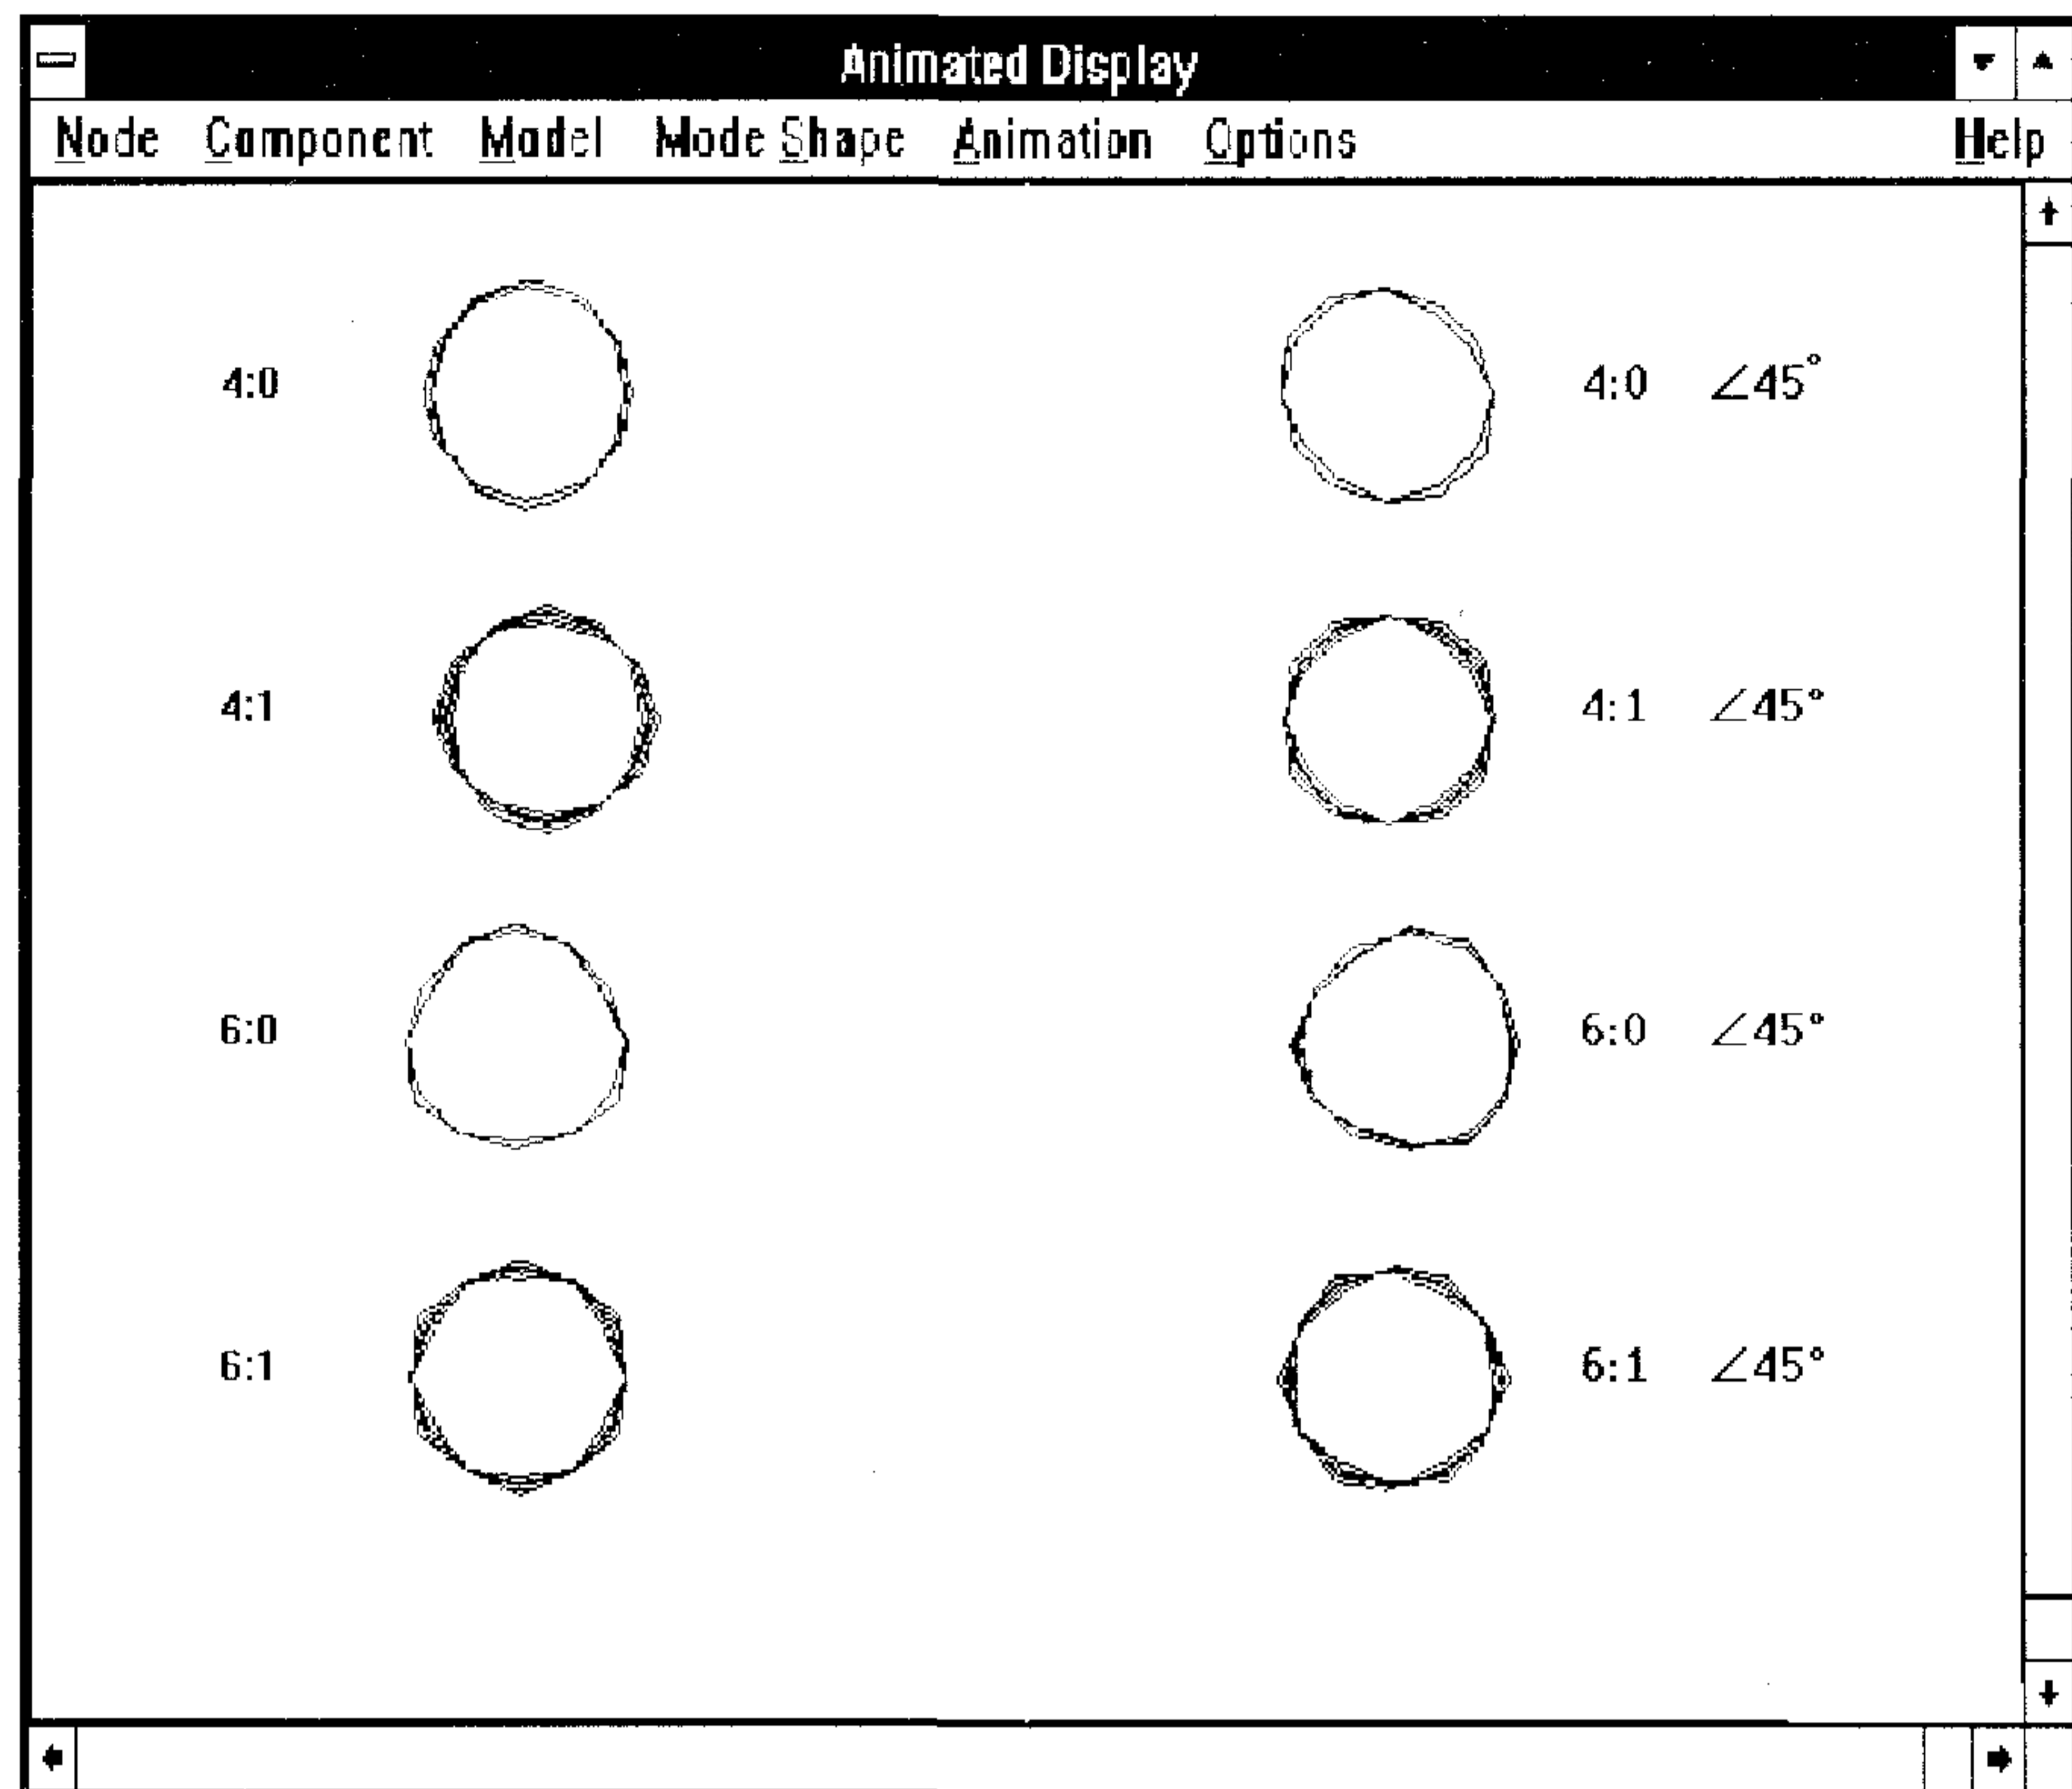 Animated Display
Node Component Model Mode Shape Animation Options Help
4:0 4:0 ∠45°
4:1 4:1 ∠45°
6:0 6:0 ∠45°
6:1 6:1 ∠45°